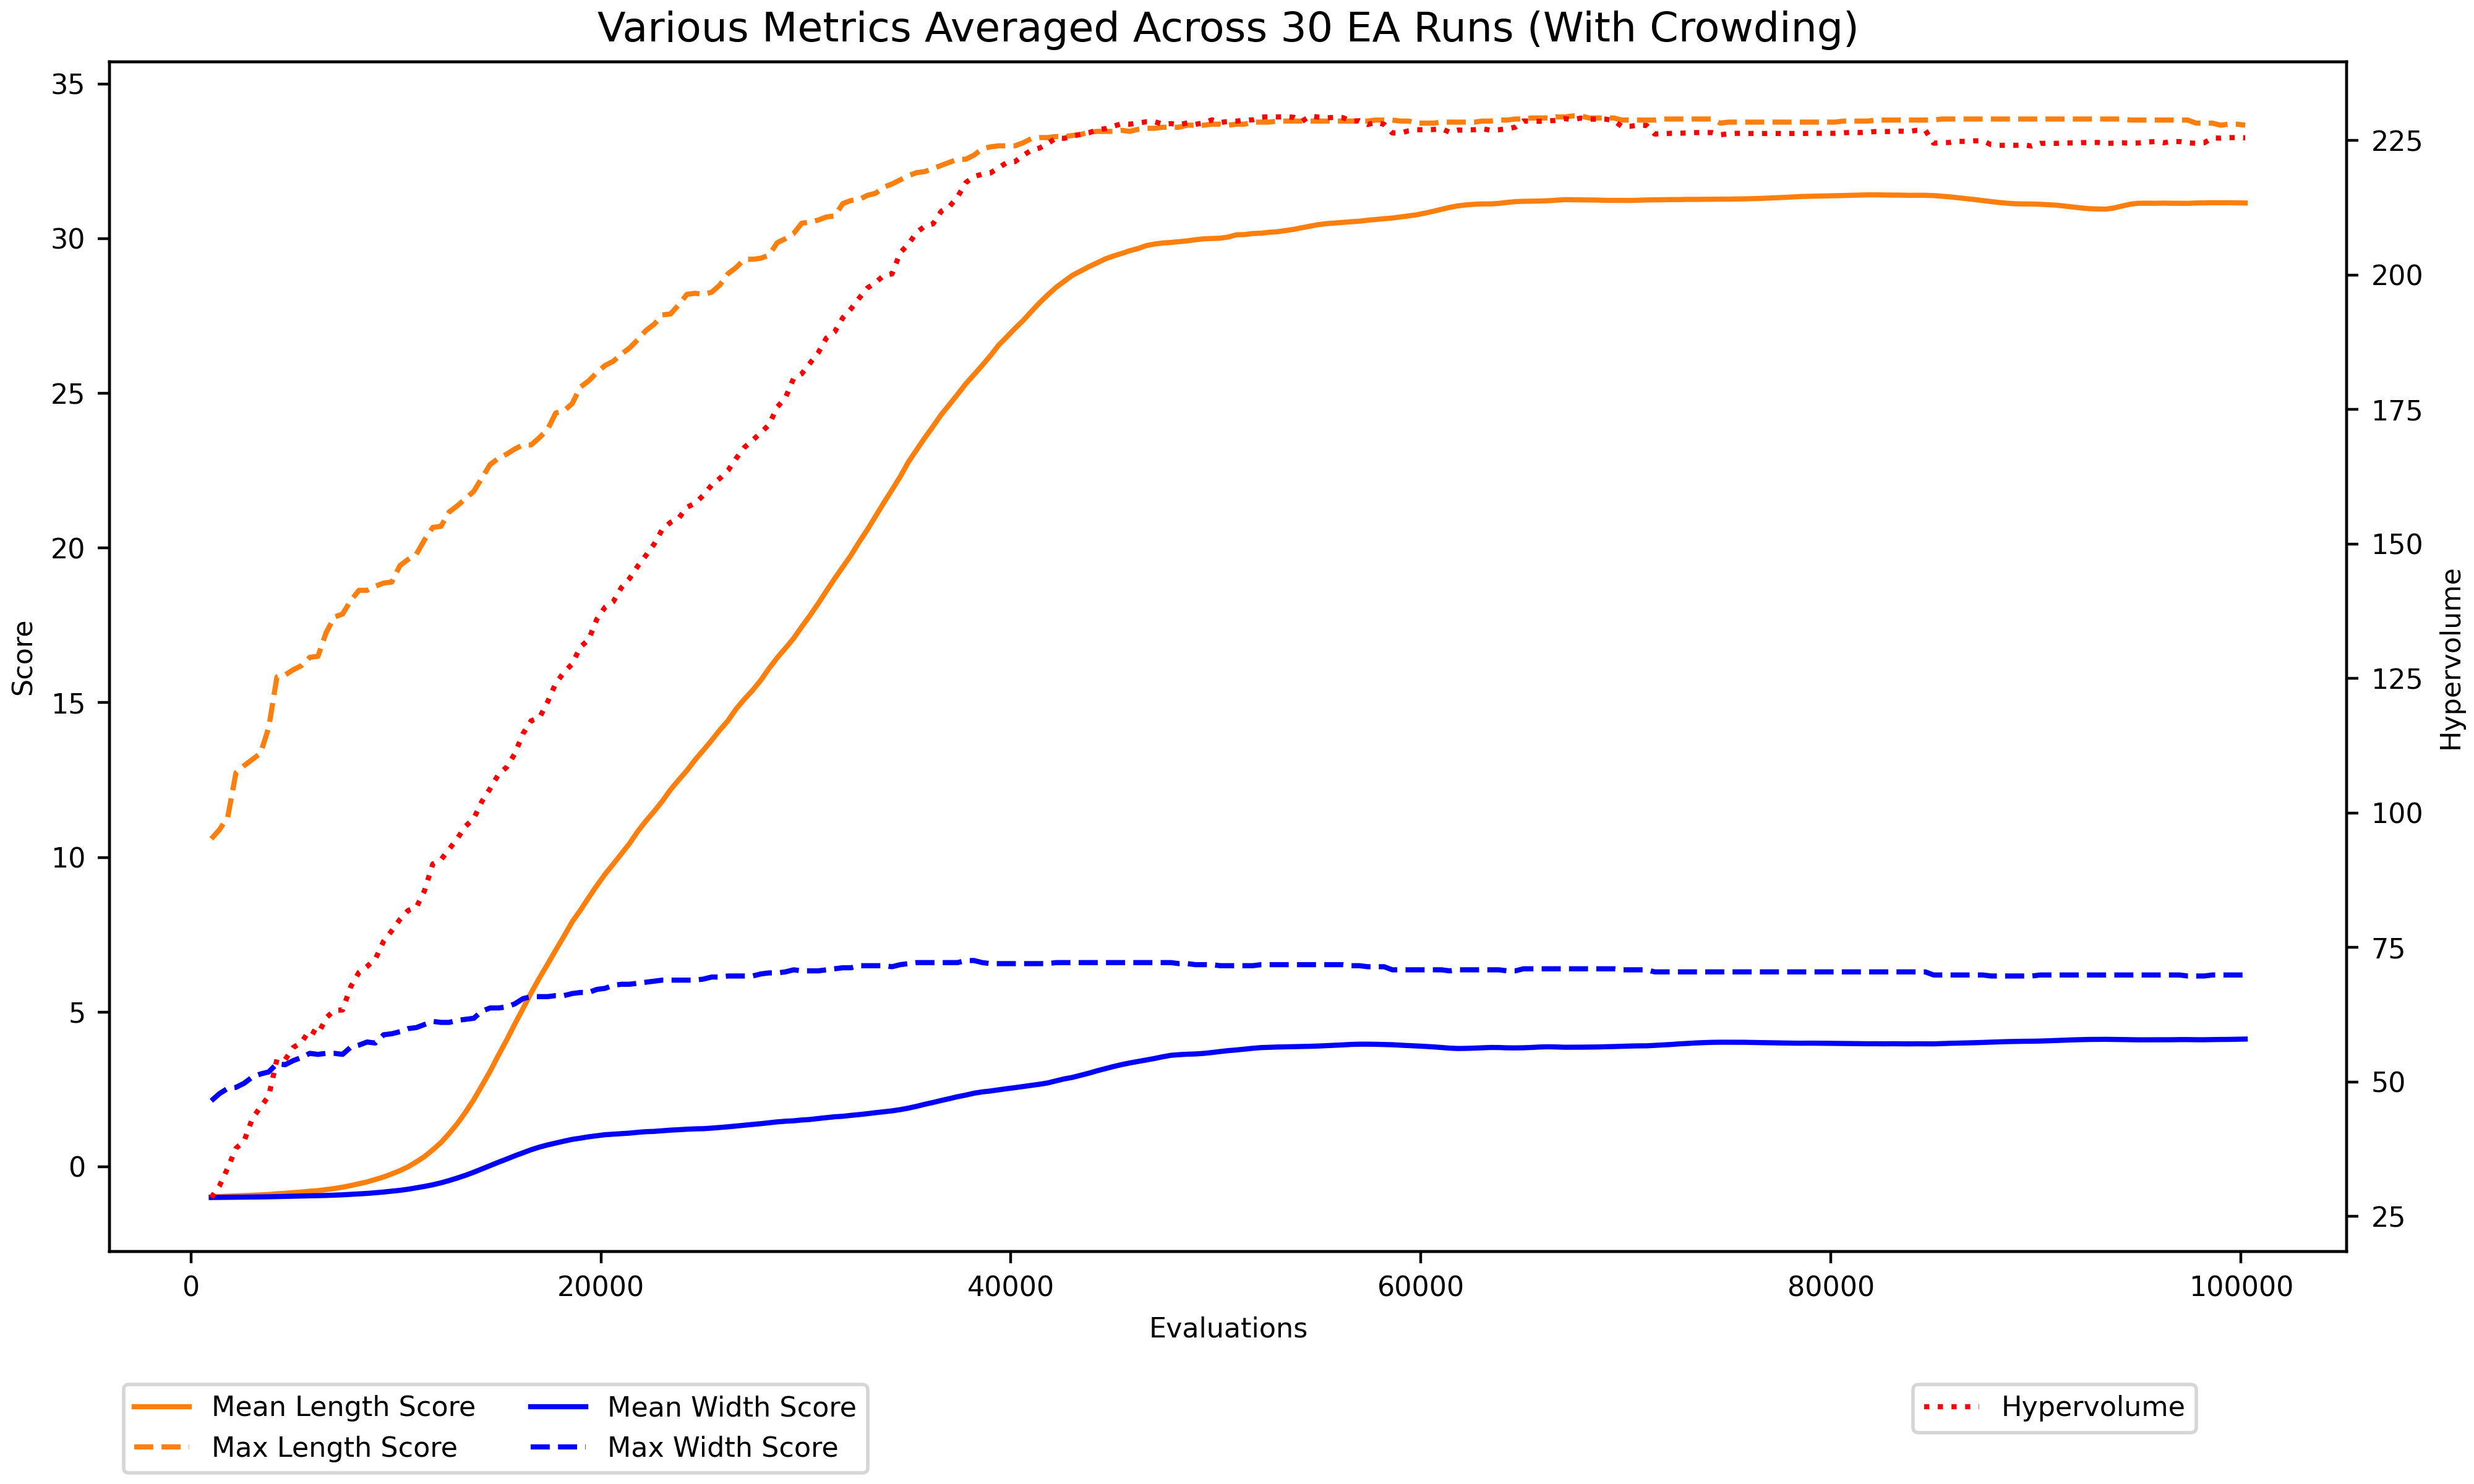 Various Metrics Averaged Across 30 EA Runs (With Crowding)
35
30
25
20
15
10
5
0
Score
225
200
175
150
125
100
75
50
25
Hypervolume
0 20000 40000 60000 80000 100000
Evaluations
Mean Length Score
Max Length Score
Mean Width Score
Max Width Score
Hypervolume